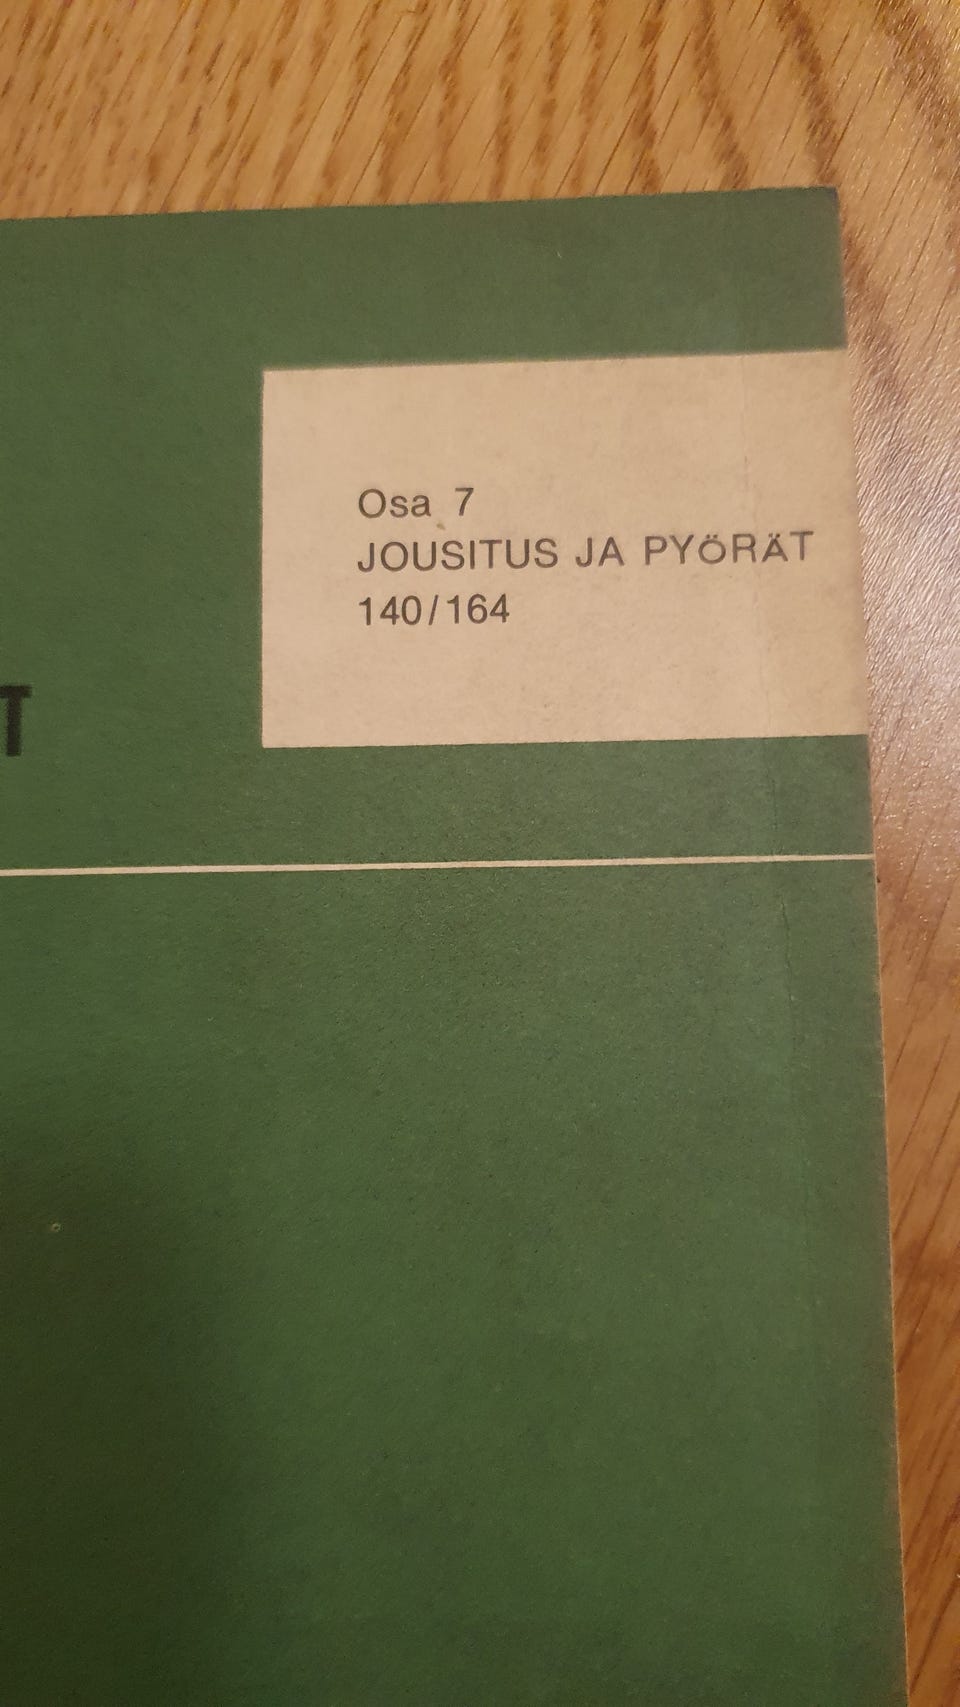 Osa 7
JOUSITUS JA PYÖRÄT
140/164
T